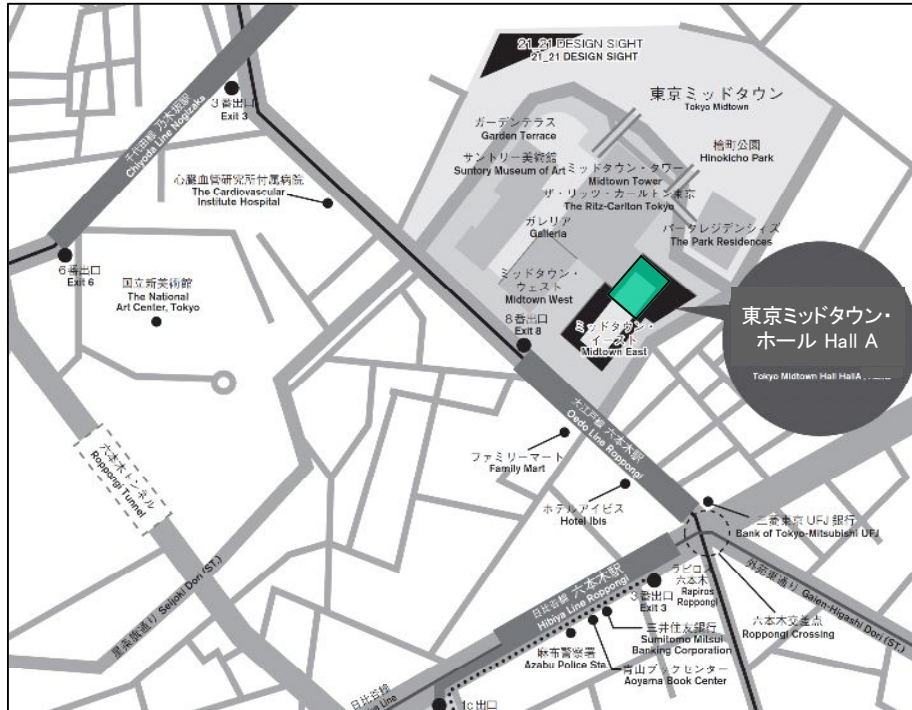 21_21 DESIGN SIGHT
21_21 DESIGN SIGHT
東京ミッドタウン
Tokyo Midtown
3番出口
Exit 3
千代田線 乃木坂駅
Chiyoda Line Nogizaka
ガーデンテラス
Garden Terrace
檜町公園
Hinokicho Park
サントリー美術館
Suntory Museum of Art
ミッドタウン・タワー
Midtown Tower
心臓血管研究所付属病院
The Cardiovascular
Institute Hospital
ザ・リッツ・カールトン東京
The Ritz-Carlton Tokyo
ガレリア
Galleria
パークレジデンシィズ
The Park Residences
6番出口
Exit 6
国立新美術館
The National
Art Center, Tokyo
ミッドタウン・
ウェスト
Midtown West
8番出口
Exit 8
ミッドタウン・
イースト
Midtown East
東京ミッドタウン・
ホール Hall A
Tokyo Midtown Hall HallA
大江戸線 六本木駅
Oedo Line Roppongi
ファミリーマート
Family Mart
六本木トンネル
Roppongi Tunnel
ホテルアイビス
Hotel Ibis
三菱東京UFJ銀行
Bank of Tokyo-Mitsubishi UFJ
日比谷線 六本木駅
Hibiya Line Roppongi
3番出口
Exit 3
ラピロス
六本木
Rapiros
Roppongi
外苑東通り Gaien-Higashi Dori (ST.)
六本木交差点
Roppongi Crossing
星条旗通り Seijoki Dori (ST.)
三井住友銀行
Sumitomo Mitsui
Banking Corporation
麻布警察署
Azabu Police Sta.
青山ブックセンター
Aoyama Book Center
日比谷線
Line
1c出口